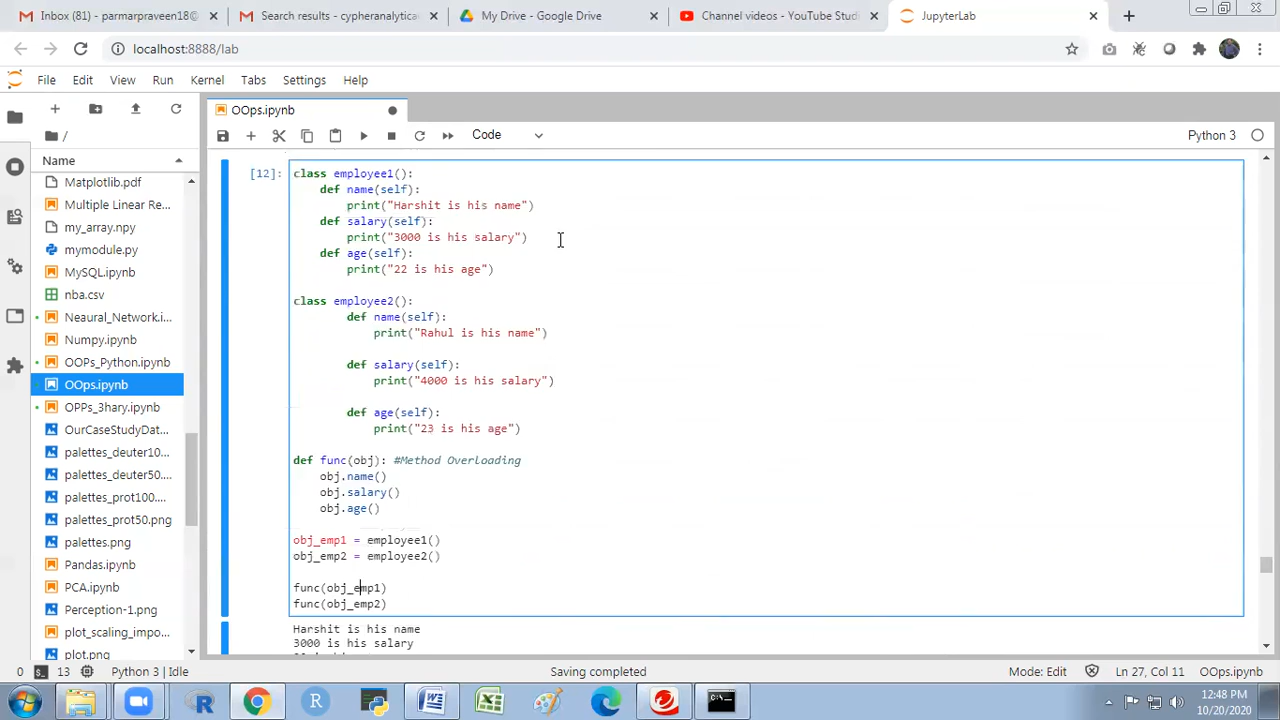 Inbox (81) - parmarpraveen18@
Search results - cypheranalytica
My Drive - Google Drive
Channel videos - YouTube Studi
JupyterLab
localhost:8888/lab
File Edit View Run Kernel Tabs Settings Help
OOps.ipynb
/
Code
Python 3
Name
Matplotlib.pdf
Multiple Linear Re...
my_array.npy
mymodule.py
MySQL.ipynb
nba.csv
Neaural_Network.i...
Numpy.ipynb
OOPs_Python.ipynb
OOps.ipynb
OPPs_3hary.ipynb
OurCaseStudyDat...
palettes_deuter10...
palettes_deuter50....
palettes_prot100....
palettes_prot50.png
palettes.png
Pandas.ipynb
PCA.ipynb
Perception-1.png
plot_scaling_impo...
plot.png
[12]:
class employee1():
def name(self):
print("Harshit is his name")
def salary(self):
print("3000 is his salary")
def age(self):
print("22 is his age")
class employee2():
def name(self):
print("Rahul is his name")
def salary(self):
print("4000 is his salary")
def age(self):
print("23 is his age")
def func(obj): #Method Overloading
obj.name()
obj.salary()
obj.age()
obj_emp1 = employee1()
obj_emp2 = employee2()
func(obj_emp1)
func(obj_emp2)
Harshit is his name
3000 is his salary
0 13 Python 3 | Idle
Saving completed
Mode: Edit
Ln 27, Col 11
OOps.ipynb
12:48 PM
10/20/2020